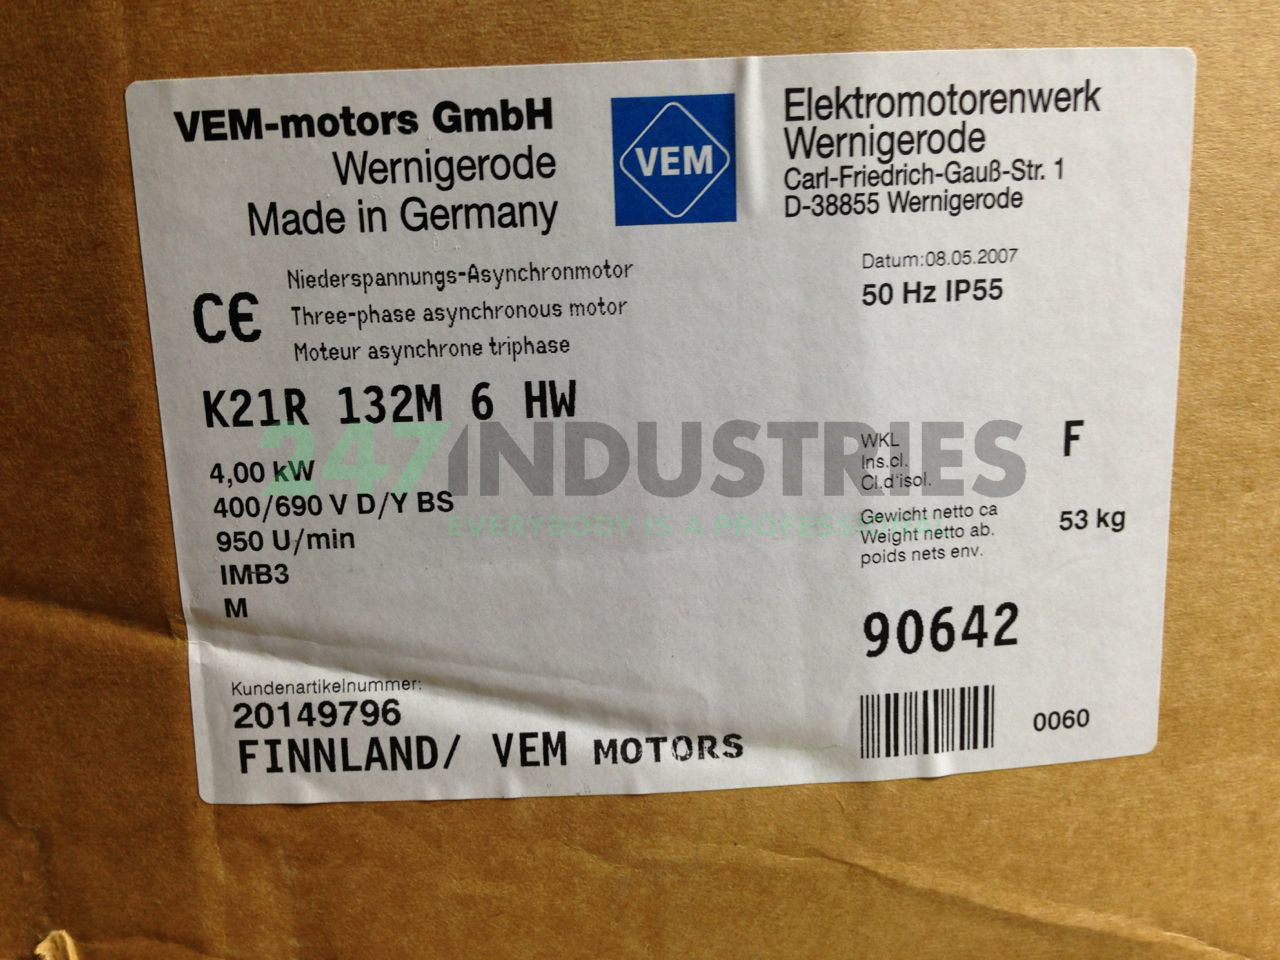 VEM-motors GmbH
Wernigerode
Made in Germany
VEM
Elektromotorenwerk
Wernigerode
Carl-Friedrich-Gauß-Str. 1
D-38855 Wernigerode
CE
Niederspannungs-Asynchronmotor
Three-phase asynchronous motor
Moteur asynchrone triphase
Datum:08.05.2007
50 Hz IP55
K21R 132M 6 HW
247INDUSTRIES
EVERYBODY IS A PROFESSIONAL
4,00 kW
400/690 V D/Y BS
950 U/min
IMB3
M
WKL
Ins.cl.
Cl.d'isol.
F
Gewicht netto ca
Weight netto ab.
poids nets env.
53 kg
90642
0060
Kundenartikelnummer:
20149796
FINNLAND/ VEM MOTORS